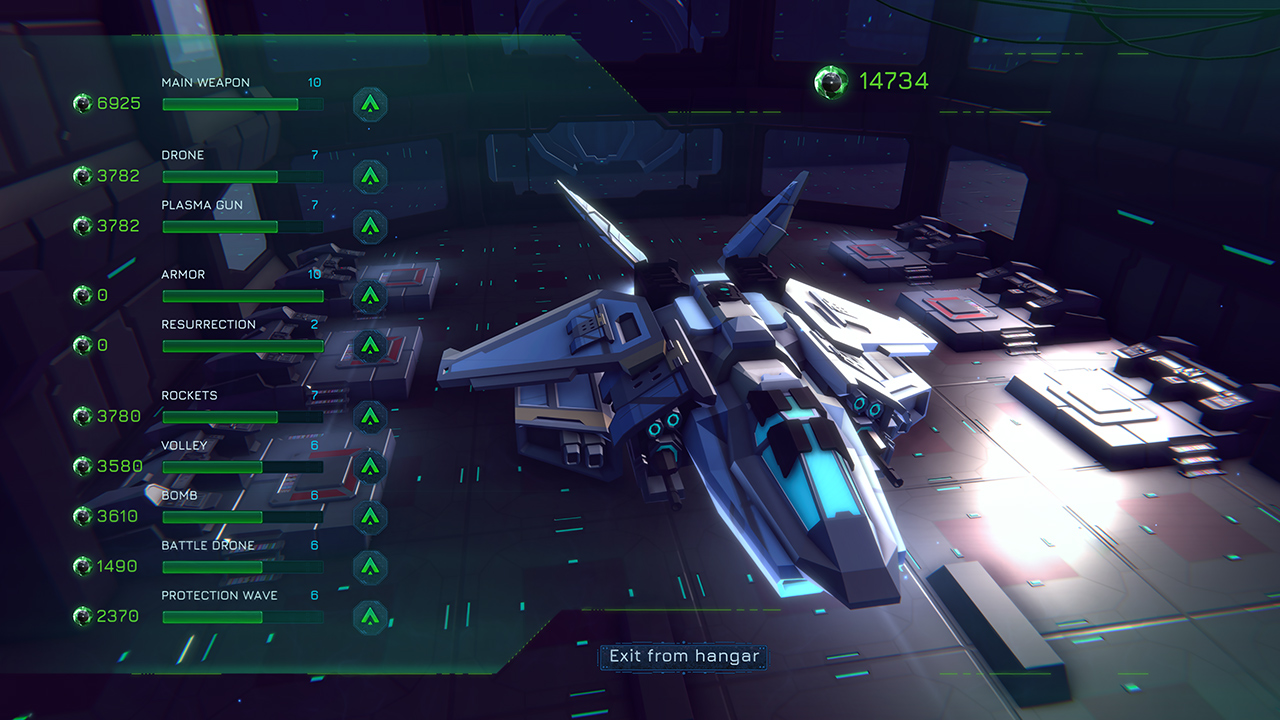 14734
MAIN WEAPON 10
6925
DRONE 7
3782
PLASMA GUN 7
3782
ARMOR 10
0
RESURRECTION 2
0
ROCKETS 7
3780
VOLLEY 6
3580
BOMB 6
3610
BATTLE DRONE 6
1490
PROTECTION WAVE 6
2370
Exit from hangar